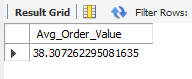 Result Grid Filter Rows:
Avg_Order_Value
38.307262295081635